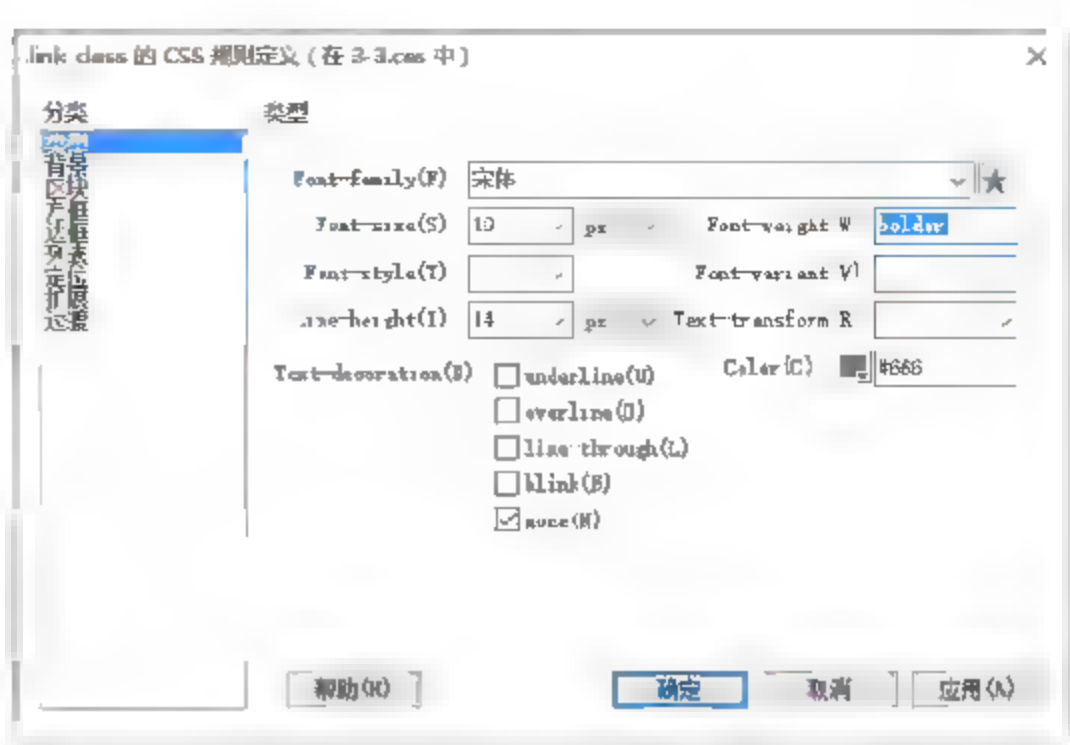 .link class 的 CSS 规则定义 ( 在 3-3.css 中 )
分类
类型
背景
区块
方框
边框
列表
定位
扩展
过渡
类型
Font-family(F) 宋体
Font-size(S) px Font-weight W bolder
Font-style(T) Font-variant V)
Line-height(I) 14 px Text-transform R
Text-decoration(D) underline(U) Color(C) #666
overline(O)
line-through(L)
blink(B)
none(N)
帮助(H) 确定 取消 应用(A)